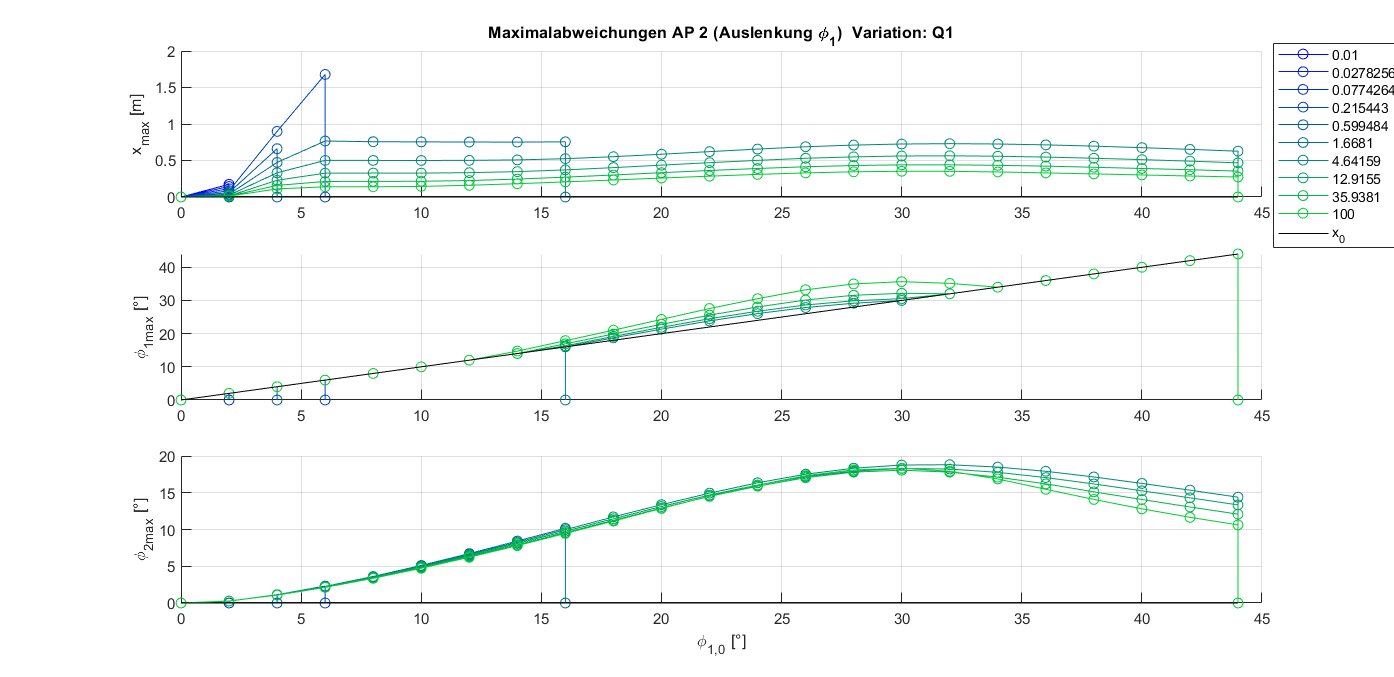 Maximalabweichungen AP 2 (Auslenkung ϕ1) Variation: Q1
xmax [m]
2
1.5
1
0.5
0
0 5 10 15 20 25 30 35 40 45
0.01
0.0278256
0.0774264
0.215443
0.599484
1.6681
4.64159
12.9155
35.9381
100
x0
ϕ1max [°]
40
30
20
10
0
0 5 10 15 20 25 30 35 40 45
ϕ2max [°]
20
15
10
5
0
0 5 10 15 20 25 30 35 40 45
ϕ1,0 [°]